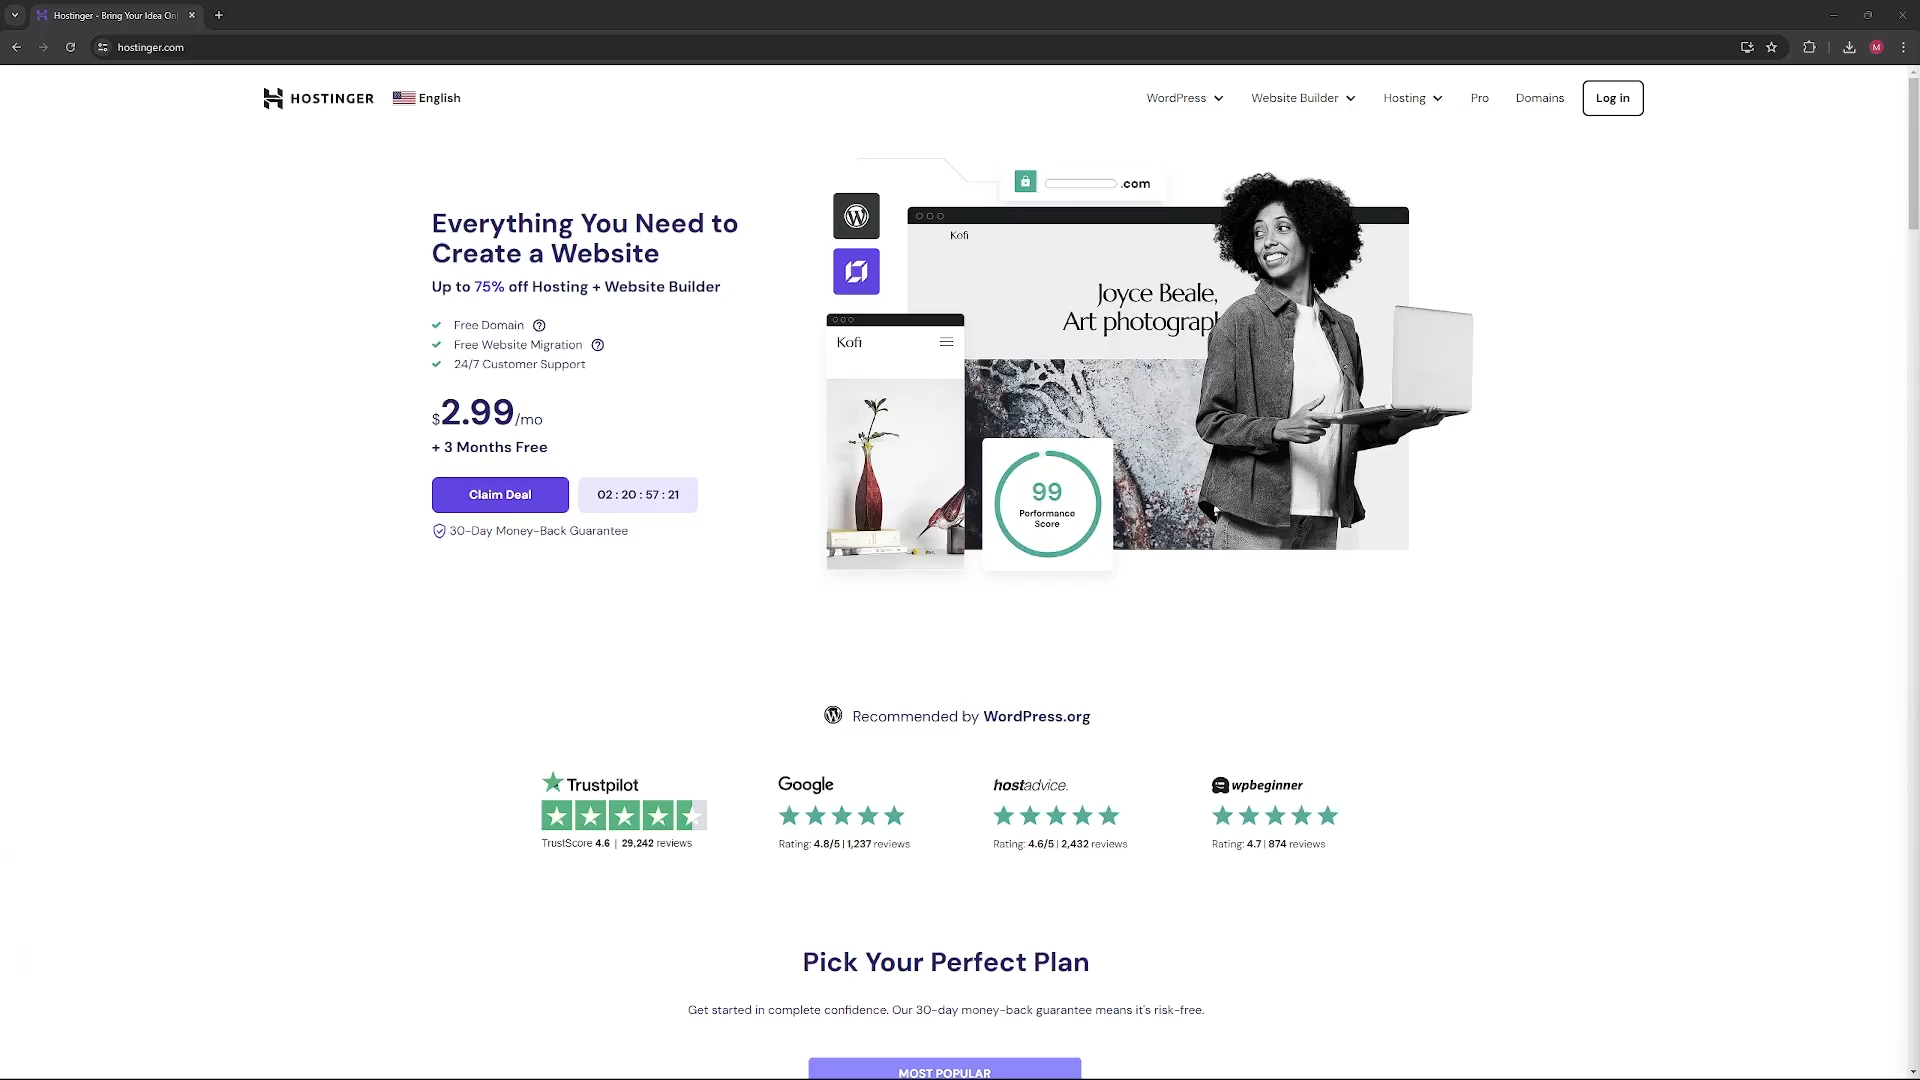 Hostinger - Bring Your Idea Onl
hostinger.com
M
HOSTINGER
English
WordPress
Website Builder
Hosting
Pro
Domains
Log in
Everything You Need to
Create a Website
Up to 75% off Hosting + Website Builder
Free Domain
Free Website Migration
24/7 Customer Support
$2.99/mo
+ 3 Months Free
Claim Deal
02 : 20 : 57 : 21
30-Day Money-Back Guarantee
.com
Kofi
Joyce Beale,
Art photograph
Kofi
99
Performance
Score
Recommended by WordPress.org
Trustpilot
TrustScore 4.6 | 29,242 reviews
Google
Rating: 4.8/5 | 1,237 reviews
hostadvice.
Rating: 4.6/5 | 2,432 reviews
wpbeginner
Rating: 4.7 | 874 reviews
Pick Your Perfect Plan
Get started in complete confidence. Our 30-day money-back guarantee means it's risk-free.
MOST POPULAR